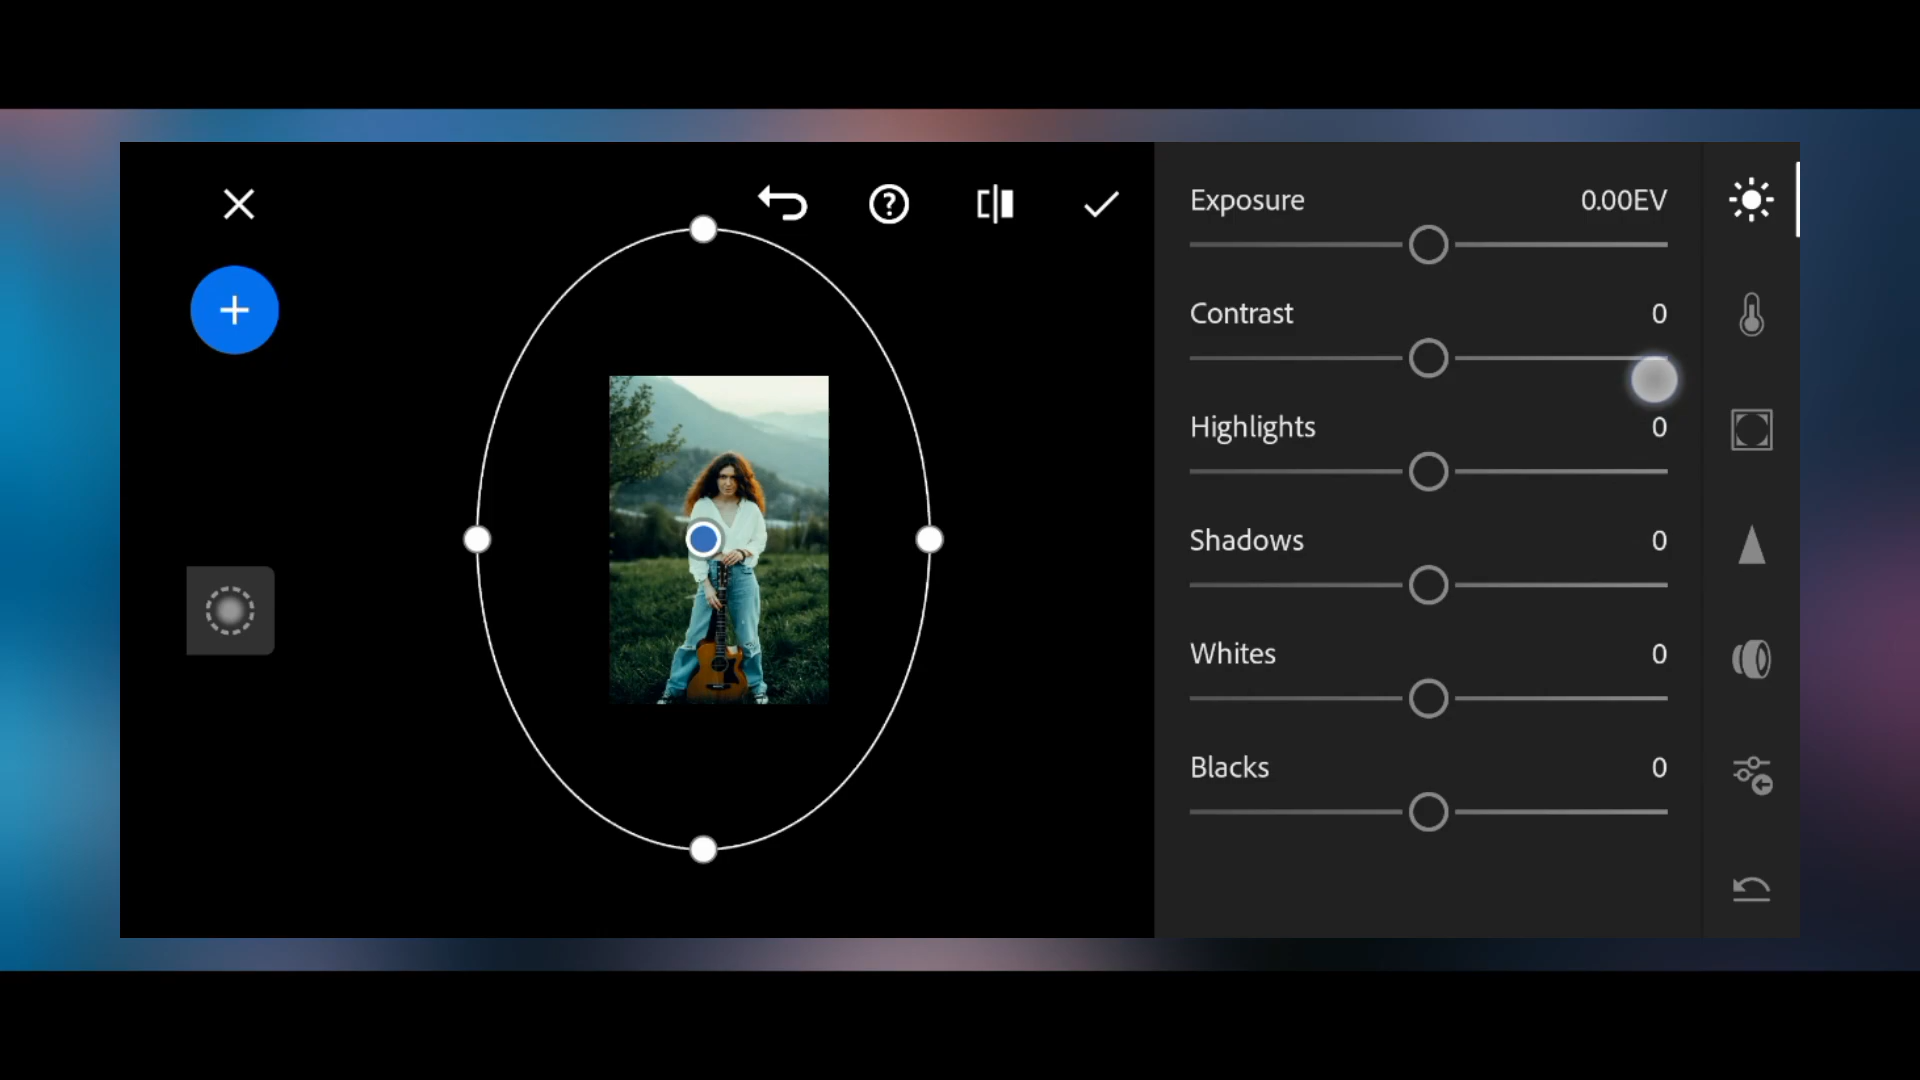 Exposure 0.00EV
Contrast 0
Highlights 0
Shadows 0
Whites 0
Blacks 0